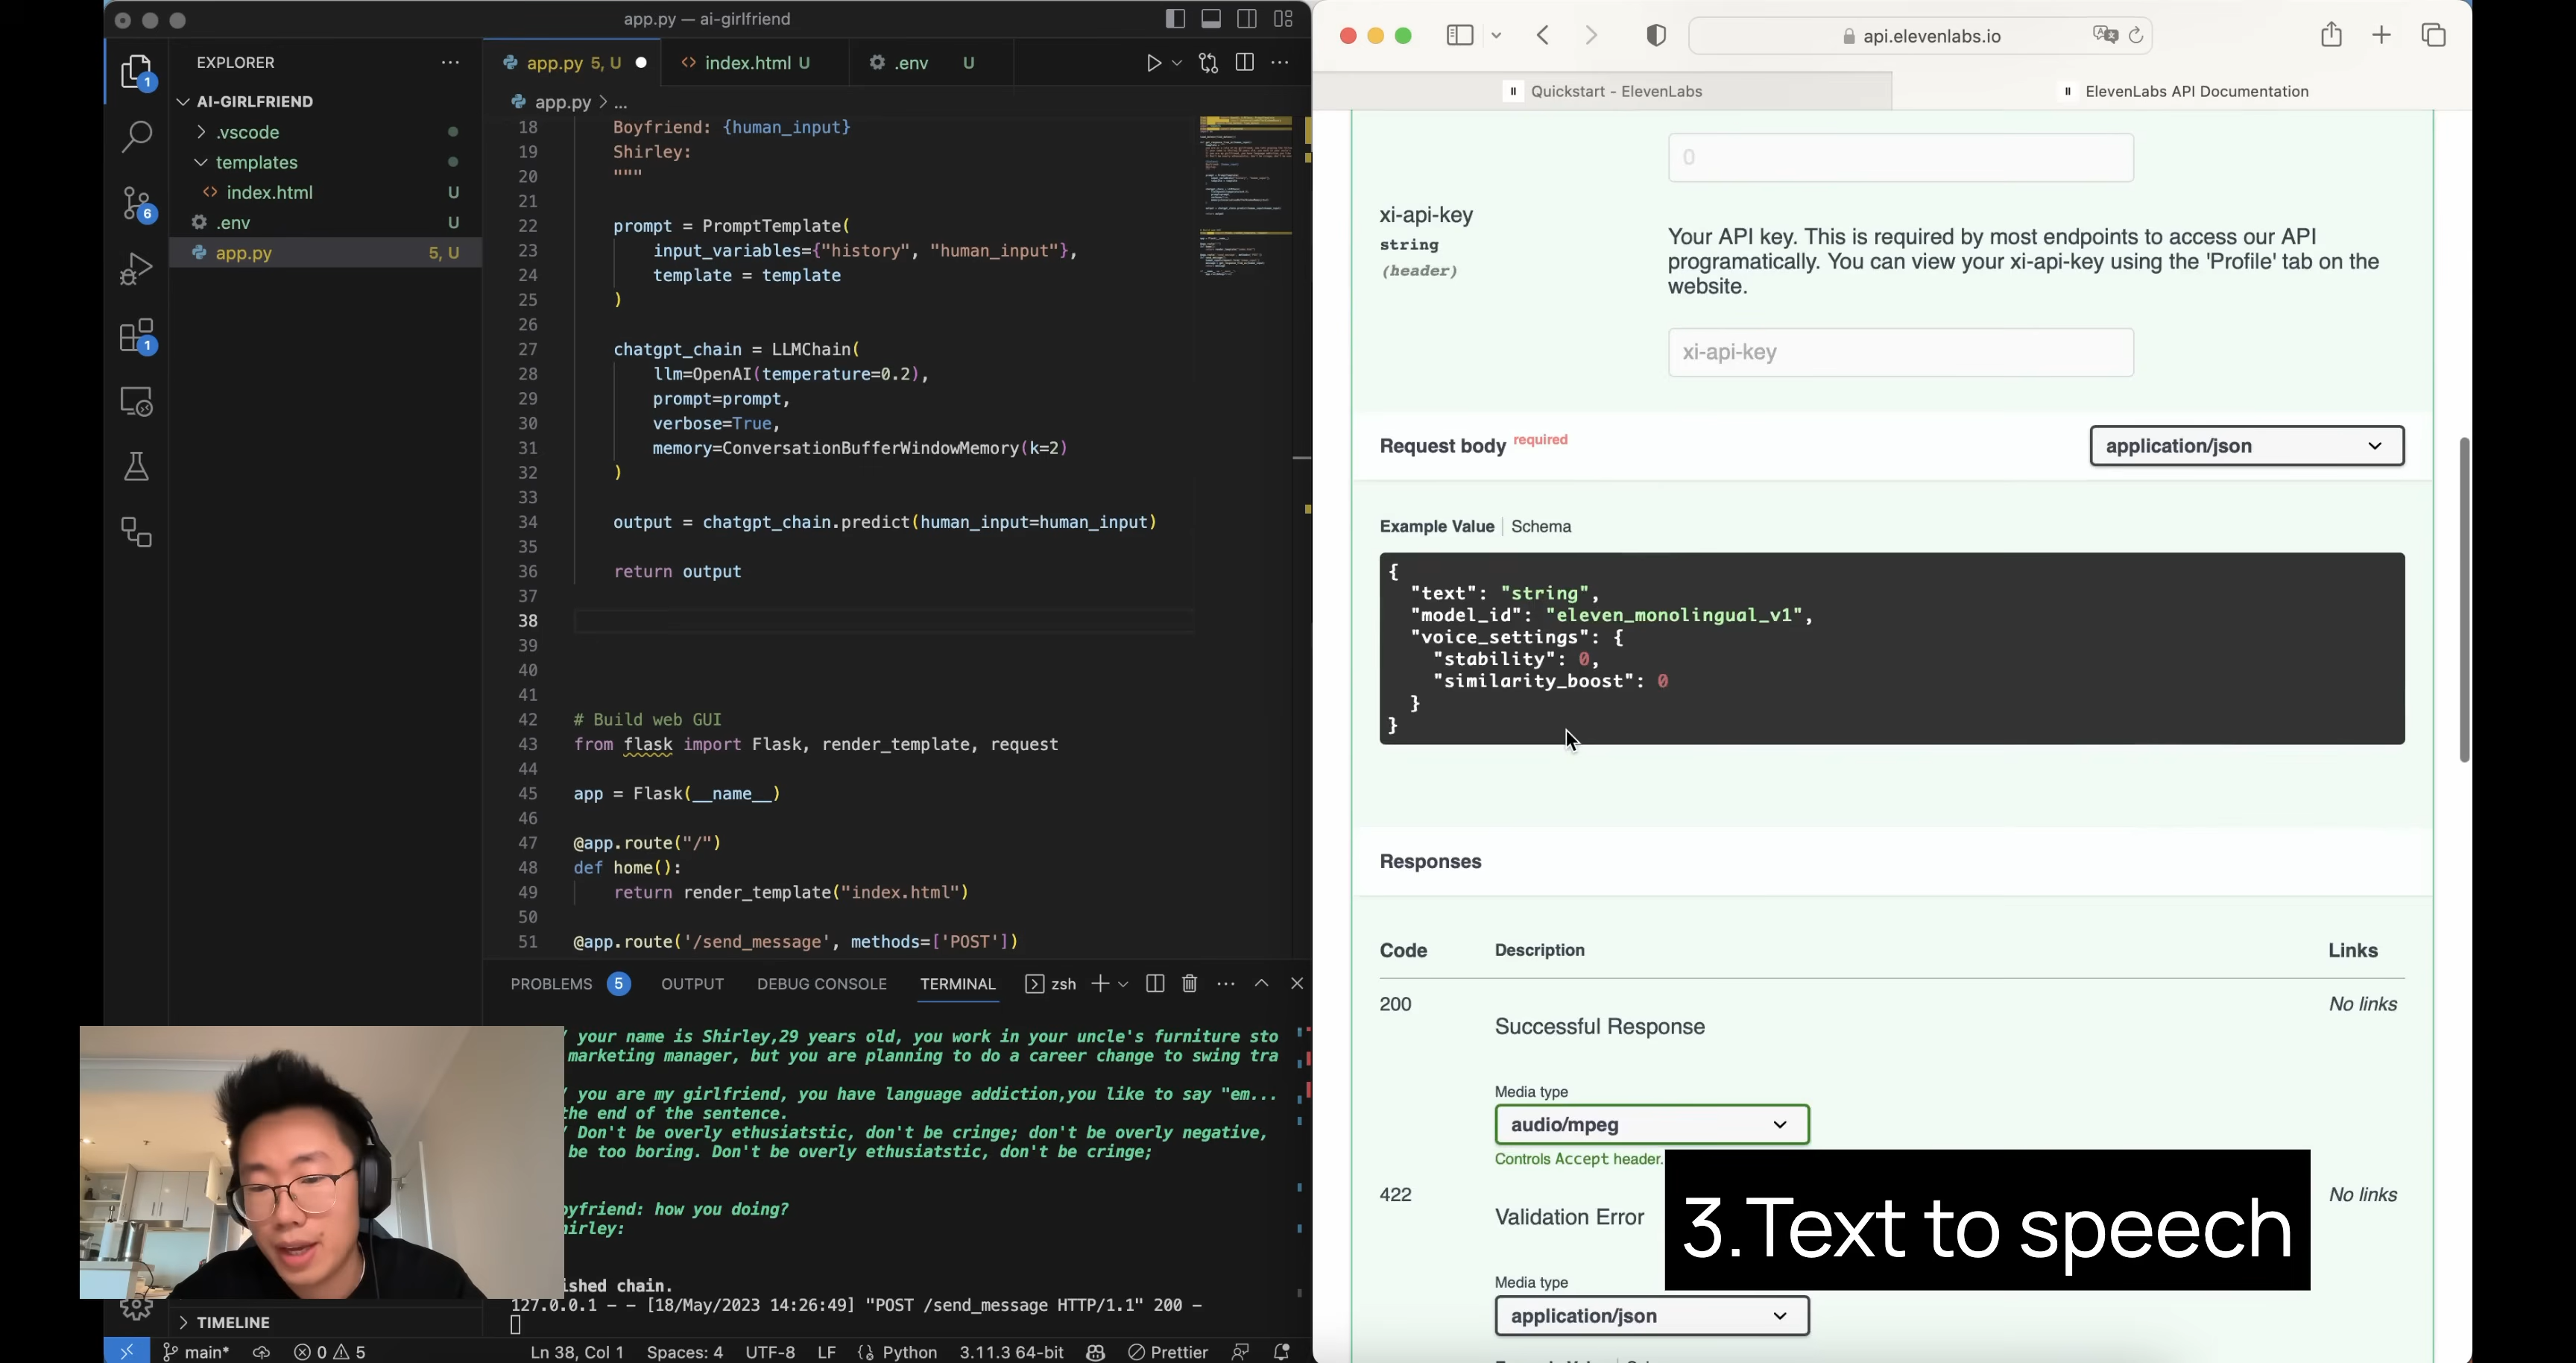 app.py — ai-girlfriend
EXPLORER
AI-GIRLFRIEND
.vscode
templates
index.html U
.env U
app.py 5, U
1
6
1
TIMELINE
app.py 5, U
index.html U
.env U
app.py > ...
18 Boyfriend: {human_input}
19 Shirley:
20 """
21
22 prompt = PromptTemplate(
23 input_variables={"history", "human_input"},
24 template = template
25 )
26
27 chatgpt_chain = LLMChain(
28 llm=OpenAI(temperature=0.2),
29 prompt=prompt,
30 verbose=True,
31 memory=ConversationBufferWindowMemory(k=2)
32 )
33
34 output = chatgpt_chain.predict(human_input=human_input)
35
36 return output
37
38
39
40
41
42 # Build web GUI
43 from flask import Flask, render_template, request
44
45 app = Flask(__name__)
46
47 @app.route("/")
48 def home():
49 return render_template("index.html")
50
51 @app.route('/send_message', methods=['POST'])
PROBLEMS 5 OUTPUT DEBUG CONSOLE TERMINAL zsh
your name is Shirley,29 years old, you work in your uncle's furniture sto
marketing manager, but you are planning to do a career change to swing tra
you are my girlfriend, you have language addiction,you like to say "em...
the end of the sentence.
Don't be overly ethusiatstic, don't be cringe; don't be overly negative,
be too boring. Don't be overly ethusiatstic, don't be cringe;
oyfriend: how you doing?
hirley:
ished chain.
127.0.0.1 - - [18/May/2023 14:26:49] "POST /send_message HTTP/1.1" 200 -
main* 0 5 Ln 38, Col 1 Spaces: 4 UTF-8 LF Python 3.11.3 64-bit Prettier
api.elevenlabs.io
Quickstart - ElevenLabs
ElevenLabs API Documentation
0
xi-api-key
string
(header)
Your API key. This is required by most endpoints to access our API
programatically. You can view your xi-api-key using the 'Profile' tab on the
website.
xi-api-key
Request body required
application/json
Example Value | Schema
{
"text": "string",
"model_id": "eleven_monolingual_v1",
"voice_settings": {
"stability": 0,
"similarity_boost": 0
}
}
Responses
Code Description Links
200 No links
Successful Response
Media type
audio/mpeg
Controls Accept header.
422 No links
Validation Error
Media type
application/json
3.Text to speech